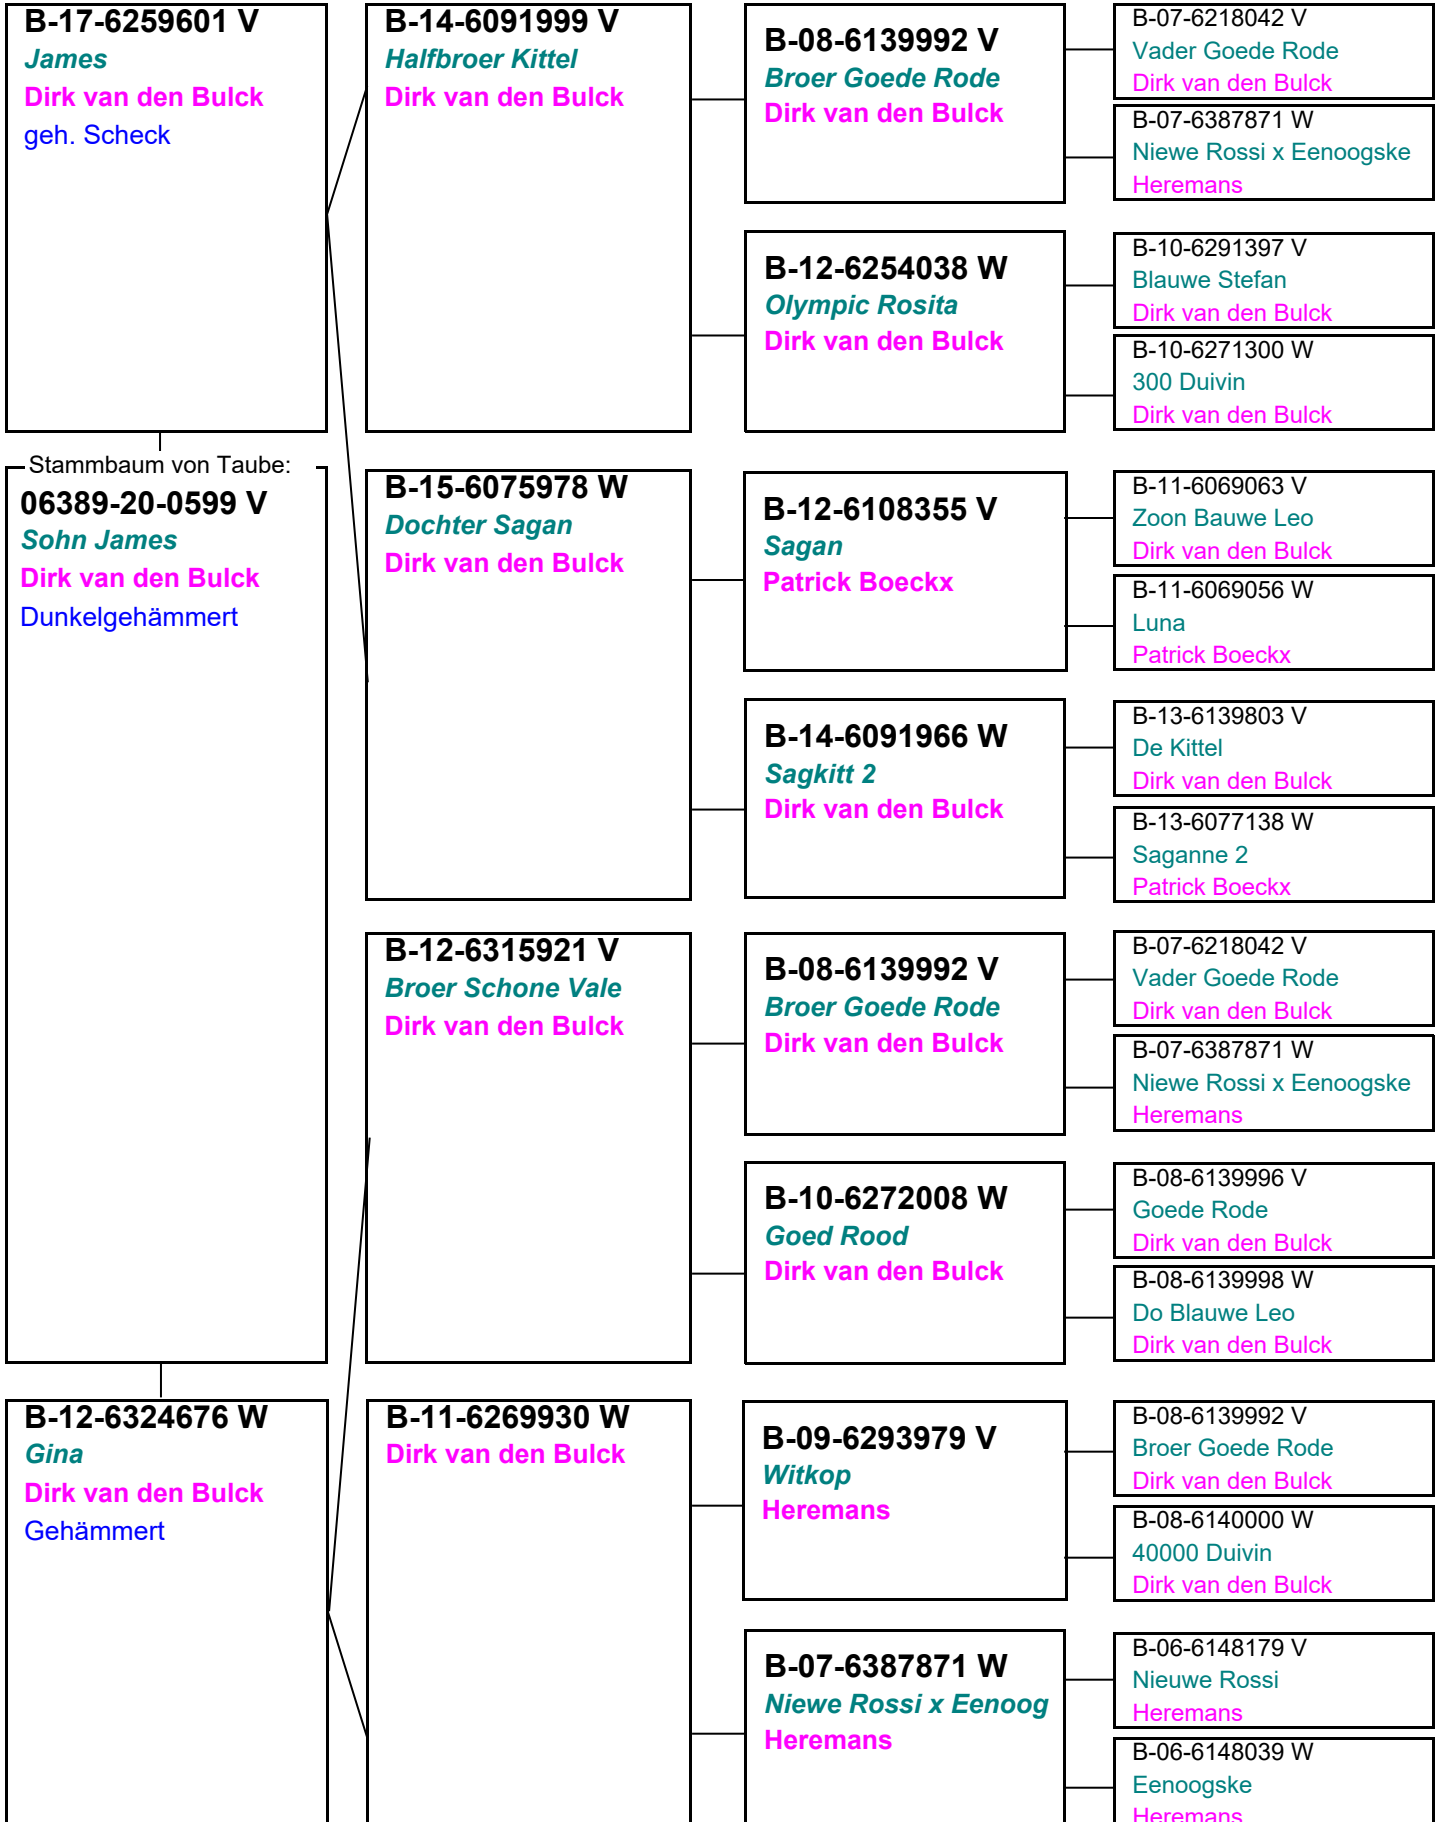 B-17-6259601 V
James
Dirk van den Bulck
geh. Scheck
Stammbaum von Taube:
06389-20-0599 V
Sohn James
Dirk van den Bulck
Dunkelgehämmert
B-12-6324676 W
Gina
Dirk van den Bulck
Gehämmert
B-14-6091999 V
Halfbroer Kittel
Dirk van den Bulck
B-15-6075978 W
Dochter Sagan
Dirk van den Bulck
B-12-6315921 V
Broer Schone Vale
Dirk van den Bulck
B-11-6269930 W
Dirk van den Bulck
B-08-6139992 V
Broer Goede Rode
Dirk van den Bulck
B-12-6254038 W
Olympic Rosita
Dirk van den Bulck
B-12-6108355 V
Sagan
Patrick Boeckx
B-14-6091966 W
Sagkitt 2
Dirk van den Bulck
B-08-6139992 V
Broer Goede Rode
Dirk van den Bulck
B-10-6272008 W
Goed Rood
Dirk van den Bulck
B-09-6293979 V
Witkop
Heremans
B-07-6387871 W
Niewe Rossi x Eenoog
Heremans
B-07-6218042 V
Vader Goede Rode
Dirk van den Bulck
B-07-6387871 W
Niewe Rossi x Eenoogske
Heremans
B-10-6291397 V
Blauwe Stefan
Dirk van den Bulck
B-10-6271300 W
300 Duivin
Dirk van den Bulck
B-11-6069063 V
Zoon Bauwe Leo
Dirk van den Bulck
B-11-6069056 W
Luna
Patrick Boeckx
B-13-6139803 V
De Kittel
Dirk van den Bulck
B-13-6077138 W
Saganne 2
Patrick Boeckx
B-07-6218042 V
Vader Goede Rode
Dirk van den Bulck
B-07-6387871 W
Niewe Rossi x Eenoogske
Heremans
B-08-6139996 V
Goede Rode
Dirk van den Bulck
B-08-6139998 W
Do Blauwe Leo
Dirk van den Bulck
B-08-6139992 V
Broer Goede Rode
Dirk van den Bulck
B-08-6140000 W
40000 Duivin
Dirk van den Bulck
B-06-6148179 V
Nieuwe Rossi
Heremans
B-06-6148039 W
Eenoogske
Heremans